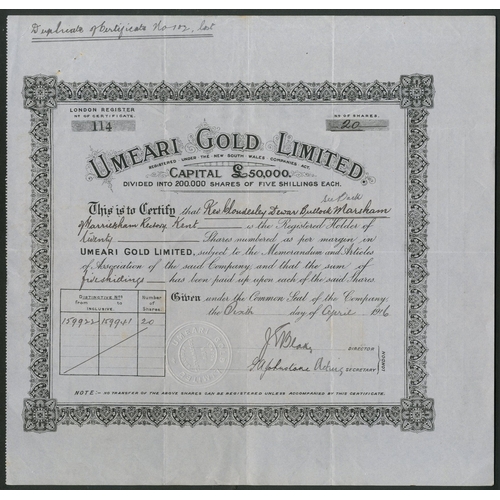 Duplicate of Certificate No 102, lost
LONDON REGISTER
Nº OF CERTIFICATE.
114
Nº OF SHARES.
20
UMEARI GOLD LIMITED.
REGISTERED UNDER THE NEW SOUTH WALES COMPANIES ACT.
CAPITAL £50,000.
DIVIDED INTO 200,000 SHARES OF FIVE SHILLINGS EACH.
This is to Certify that Rev Cloudesley Dewar Bullock Marsham
of Harrietsham Rectory Kent is the Registered Holder of
Twenty Shares numbered as per margin in
UMEARI GOLD LIMITED, subject to the Memorandum and Articles
of Association of the said Company and that the sum of
five shillings has been paid up upon each of the said Shares.
DISTINCTIVE Nºs
from to
INCLUSIVE.
Number of Shares
159922 159941 20
Given under the Common Seal of the Company
the Sixth day of April 1906
DIRECTOR
Johnstone Acting SECRETARY
LONDON
NOTE:- NO TRANSFER OF THE ABOVE SHARES CAN BE REGISTERED UNLESS ACCOMPANIED BY THIS CERTIFICATE.